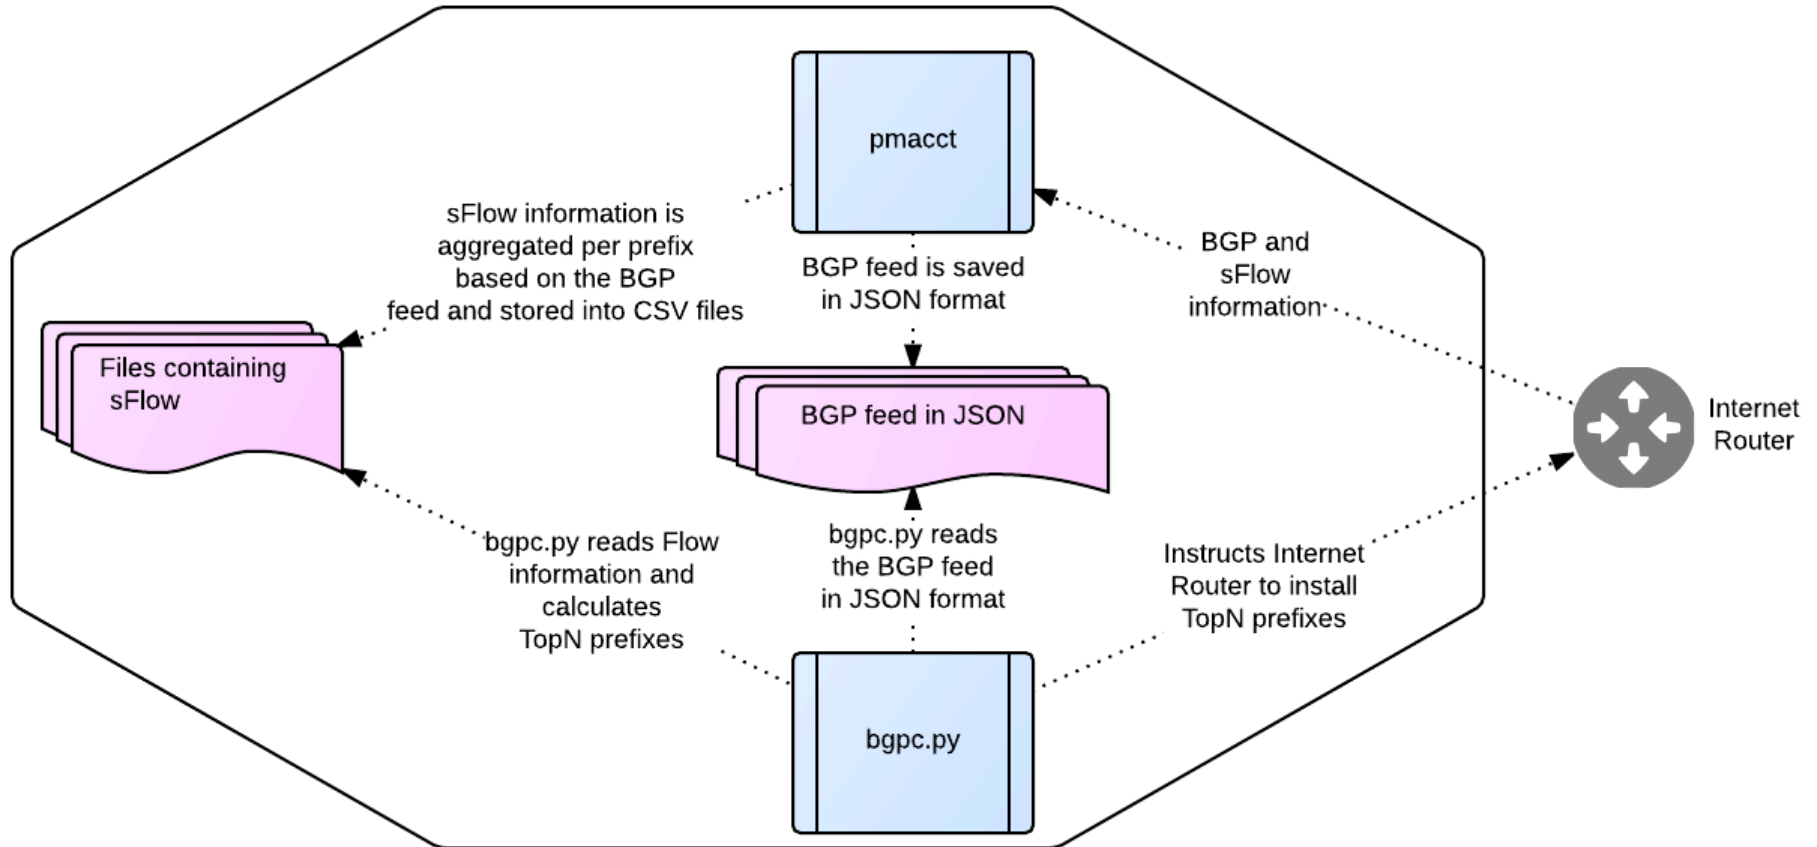 pmacct
sFlow information is
aggregated per prefix
based on the BGP
feed and stored into CSV files
BGP feed is saved
in JSON format
BGP and
sFlow
information
Files containing
sFlow
BGP feed in JSON
Internet
Router
bgpc.py reads Flow
information and
calculates
TopN prefixes
bgpc.py reads
the BGP feed
in JSON format
Instructs Internet
Router to install
TopN prefixes
bgpc.py